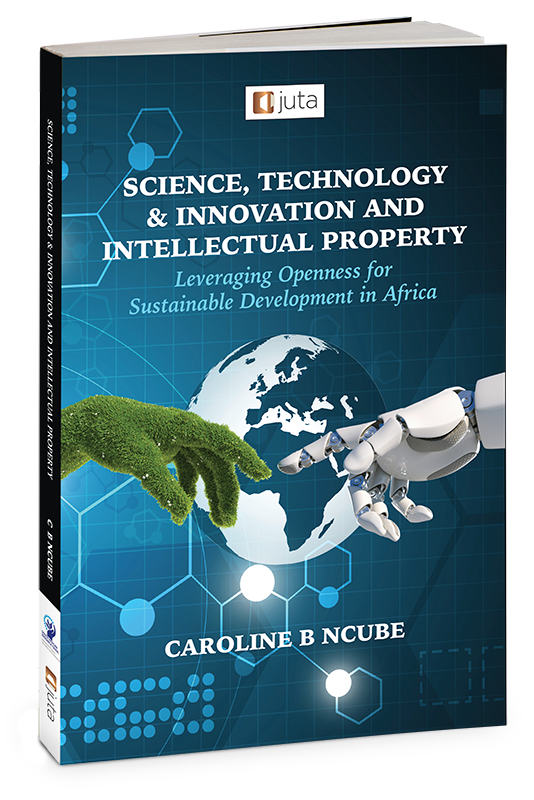 juta
SCIENCE, TECHNOLOGY
& INNOVATION AND
INTELLECTUAL PROPERTY
Leveraging Openness for
Sustainable Development in Africa
CAROLINE B NCUBE
SCIENCE, TECHNOLOGY & INNOVATION AND INTELLECTUAL PROPERTY
C B NCUBE
juta